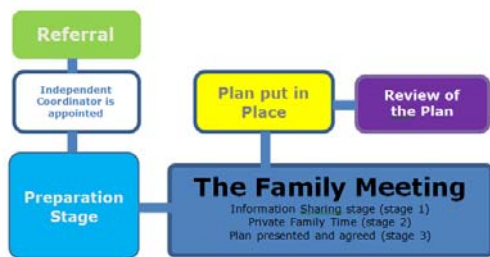 Referral
Independent
Coordinator is
appointed
Preparation
Stage
The Family Meeting
Information Sharing stage (stage 1)
Private Family Time (stage 2)
Plan presented and agreed (stage 3)
Plan put in
Place
Review of
the Plan